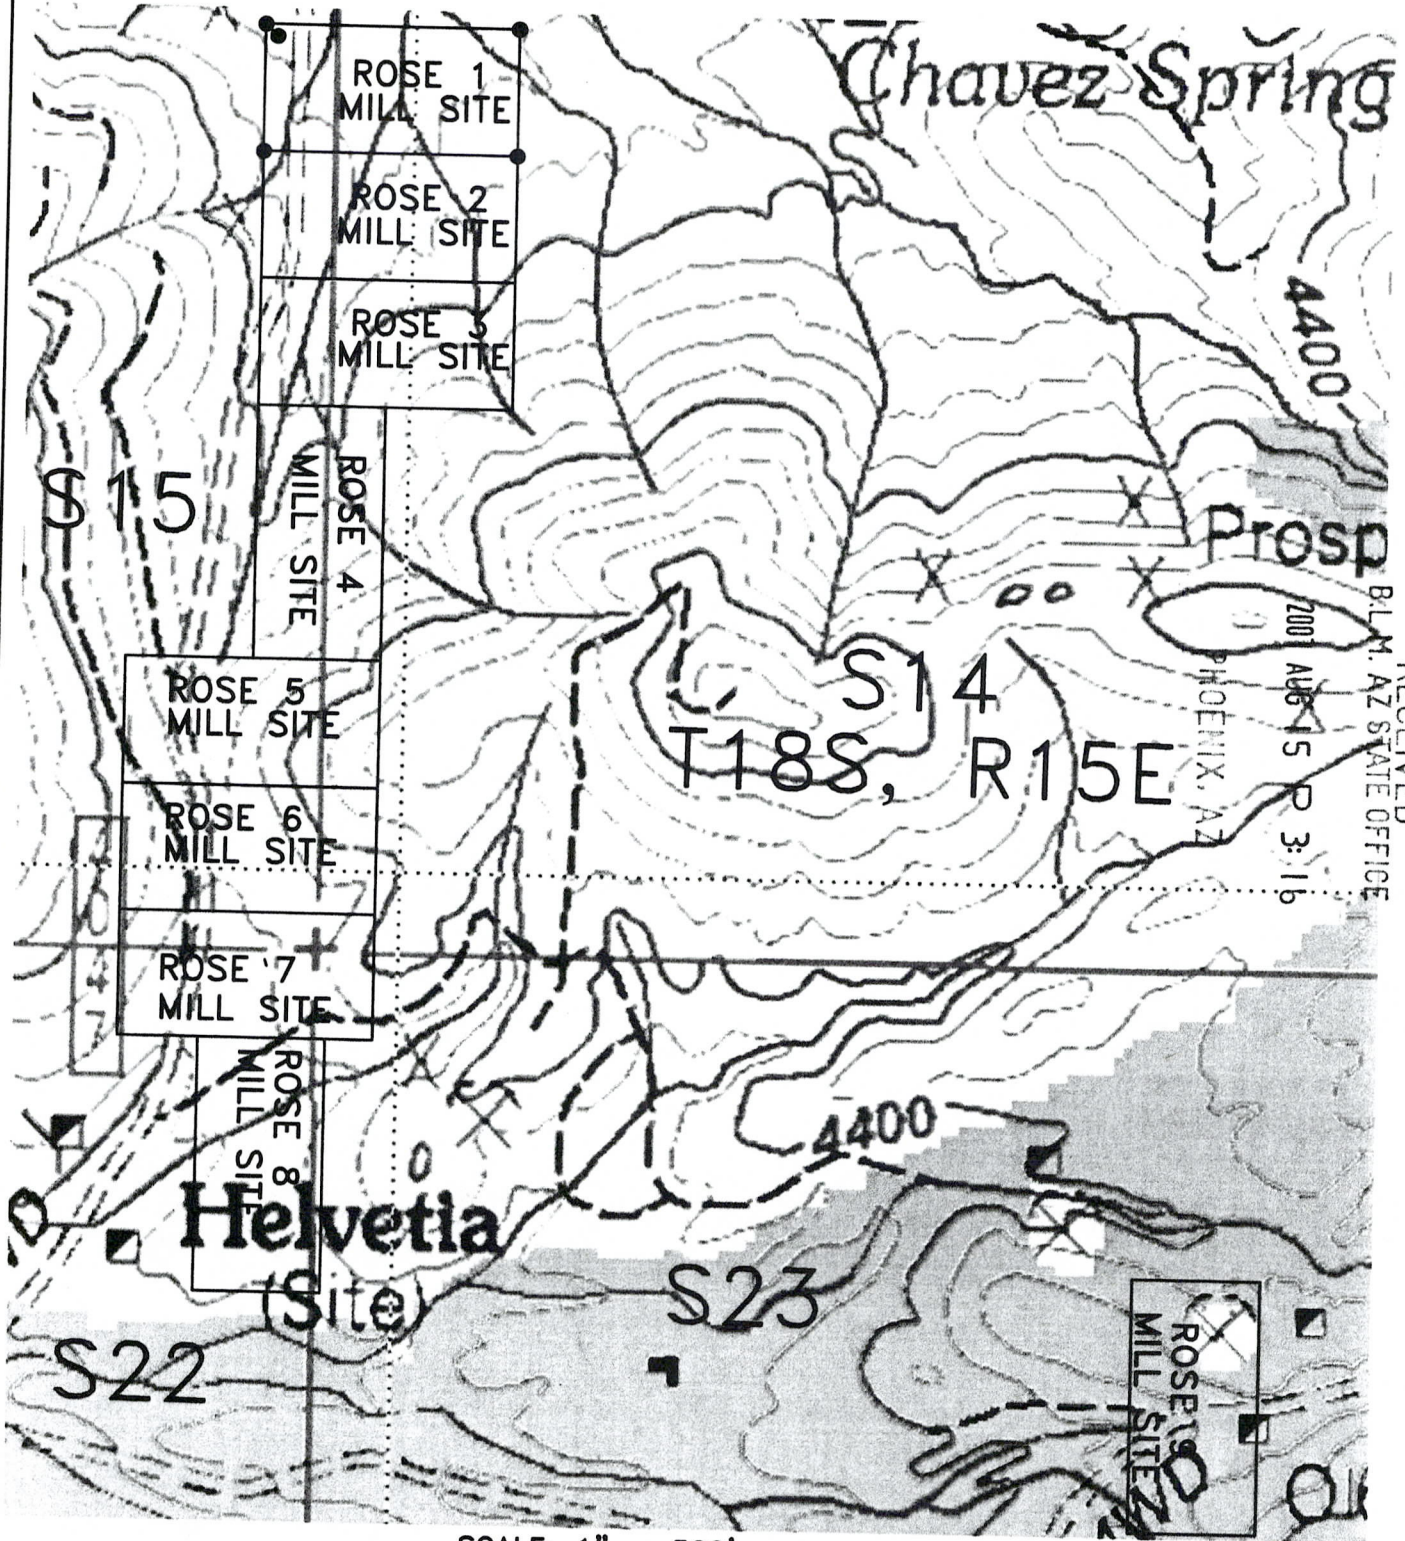 ROSE 1
MILL SITE
Chavez Spring
ROSE 2
MILL SITE
ROSE 3
MILL SITE
4400
ROSE 4
MILL SITE
S15
Prosp
B.L.M. AZ STATE OFFICE
2001 AUG 15 P 3:16
PHOENIX, AZ
S14
T18S, R15E
ROSE 5
MILL SITE
ROSE 6
MILL SITE
ROSE 7
MILL SITE
ROSE 8
MILL SITE
4400
Helvetia
(Site)
S23
S22
ROSE 9
MILL SITE